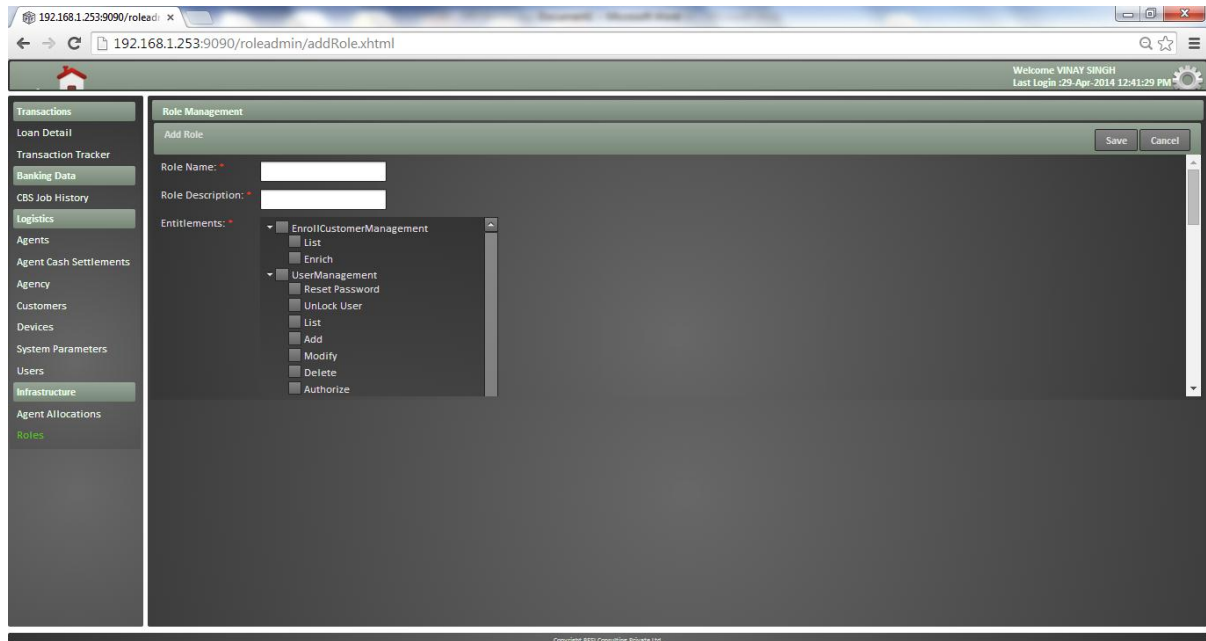 192.168.1.253:9090/rolead
192.168.1.253:9090/roleadmin/addRole.xhtml
Welcome VINAY SINGH
Last Login :29-Apr-2014 12:41:29 PM
Transactions
Loan Detail
Transaction Tracker
Banking Data
CBS Job History
Logistics
Agents
Agent Cash Settlements
Agency
Customers
Devices
System Parameters
Users
Infrastructure
Agent Allocations
Roles
Role Management
Add Role
Save Cancel
Role Name: *
Role Description: *
Entitlements: *
EnrollCustomerManagement
List
Enrich
UserManagement
Reset Password
UnLock User
List
Add
Modify
Delete
Authorize
Consulting Private Ltd